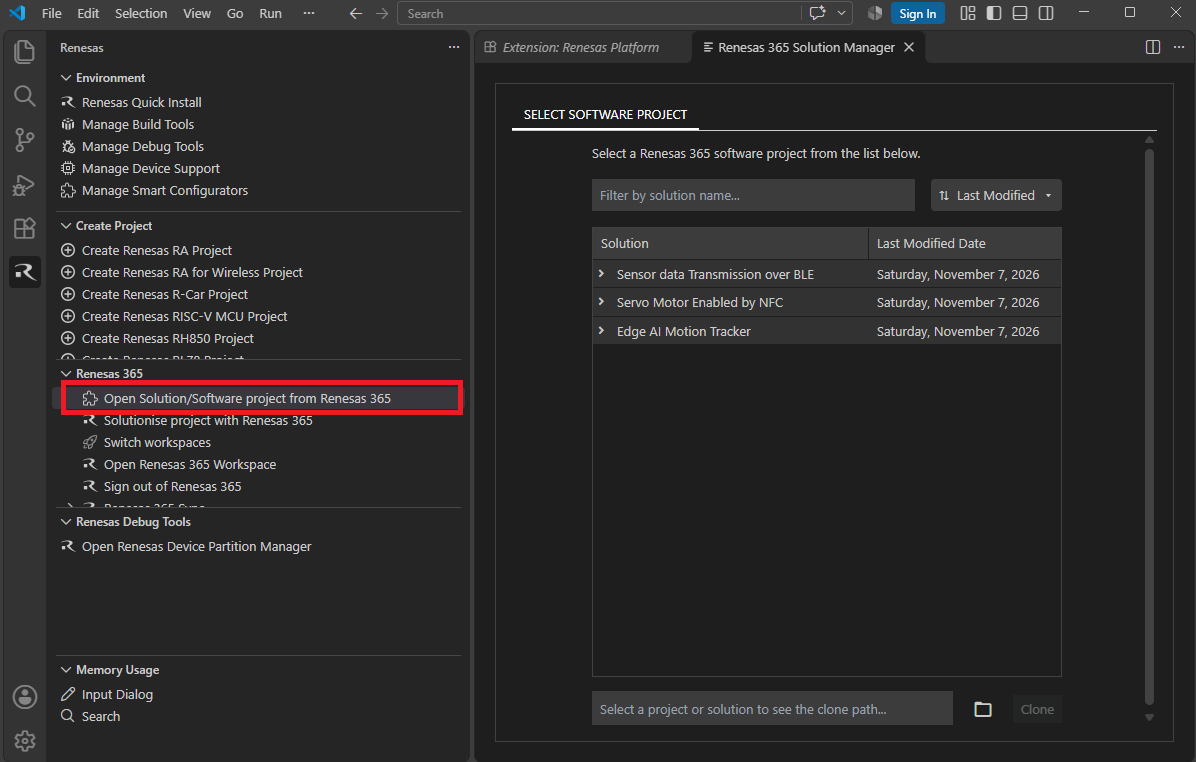 File Edit Selection View Go Run ··· Search Sign In
Renesas
Extension: Renesas Platform
Renesas 365 Solution Manager
Environment
Renesas Quick Install
Manage Build Tools
Manage Debug Tools
Manage Device Support
Manage Smart Configurators
Create Project
Create Renesas RA Project
Create Renesas RA for Wireless Project
Create Renesas R-Car Project
Create Renesas RISC-V MCU Project
Create Renesas RH850 Project
Create Renesas RL78 Project
Renesas 365
Open Solution/Software project from Renesas 365
Solutionise project with Renesas 365
Switch workspaces
Open Renesas 365 Workspace
Sign out of Renesas 365
Renesas 365 Sync
Renesas Debug Tools
Open Renesas Device Partition Manager
Memory Usage
Input Dialog
Search
SELECT SOFTWARE PROJECT
Select a Renesas 365 software project from the list below.
Filter by solution name...
Last Modified
Solution Last Modified Date
Sensor data Transmission over BLE Saturday, November 7, 2026
Servo Motor Enabled by NFC Saturday, November 7, 2026
Edge AI Motion Tracker Saturday, November 7, 2026
Select a project or solution to see the clone path...
Clone